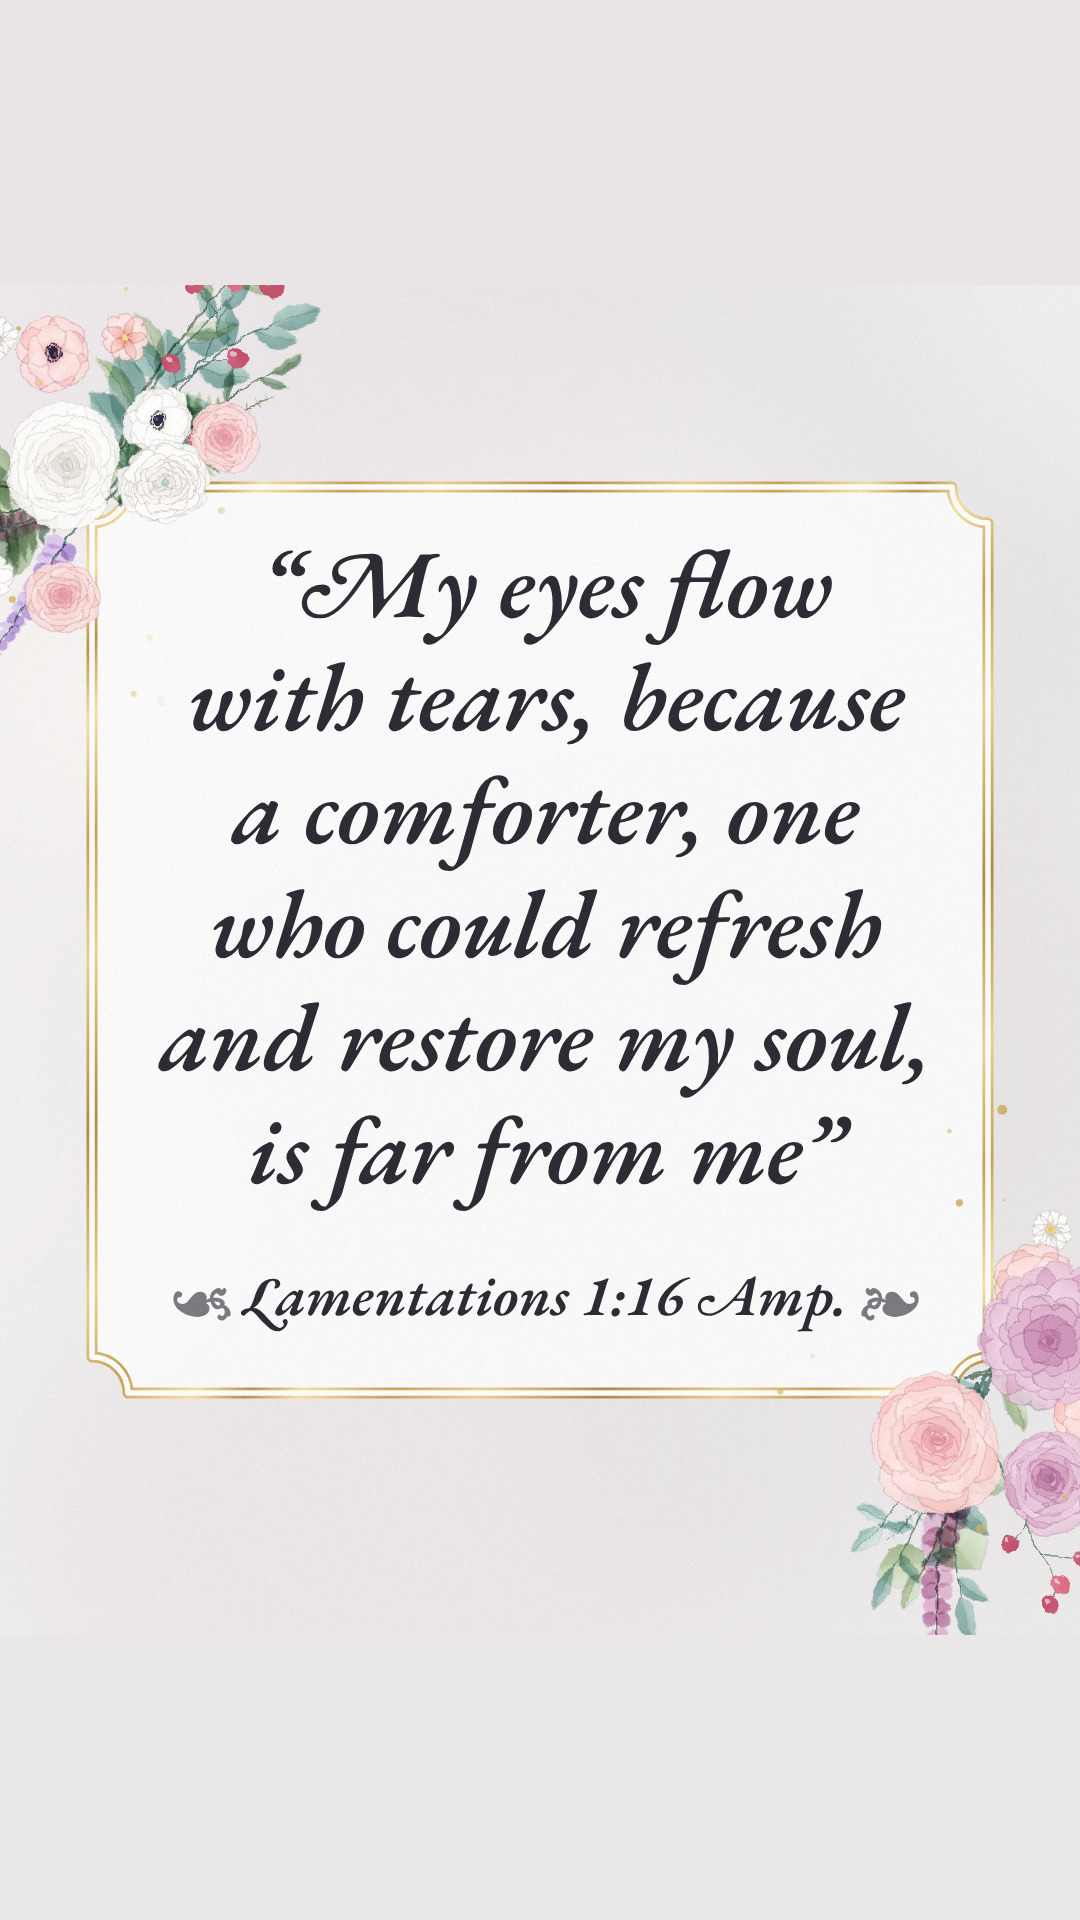 “My eyes flow
with tears, because
a comforter, one
who could refresh
and restore my soul,
is far from me”
☙ Lamentations 1:16 Amp. ❧